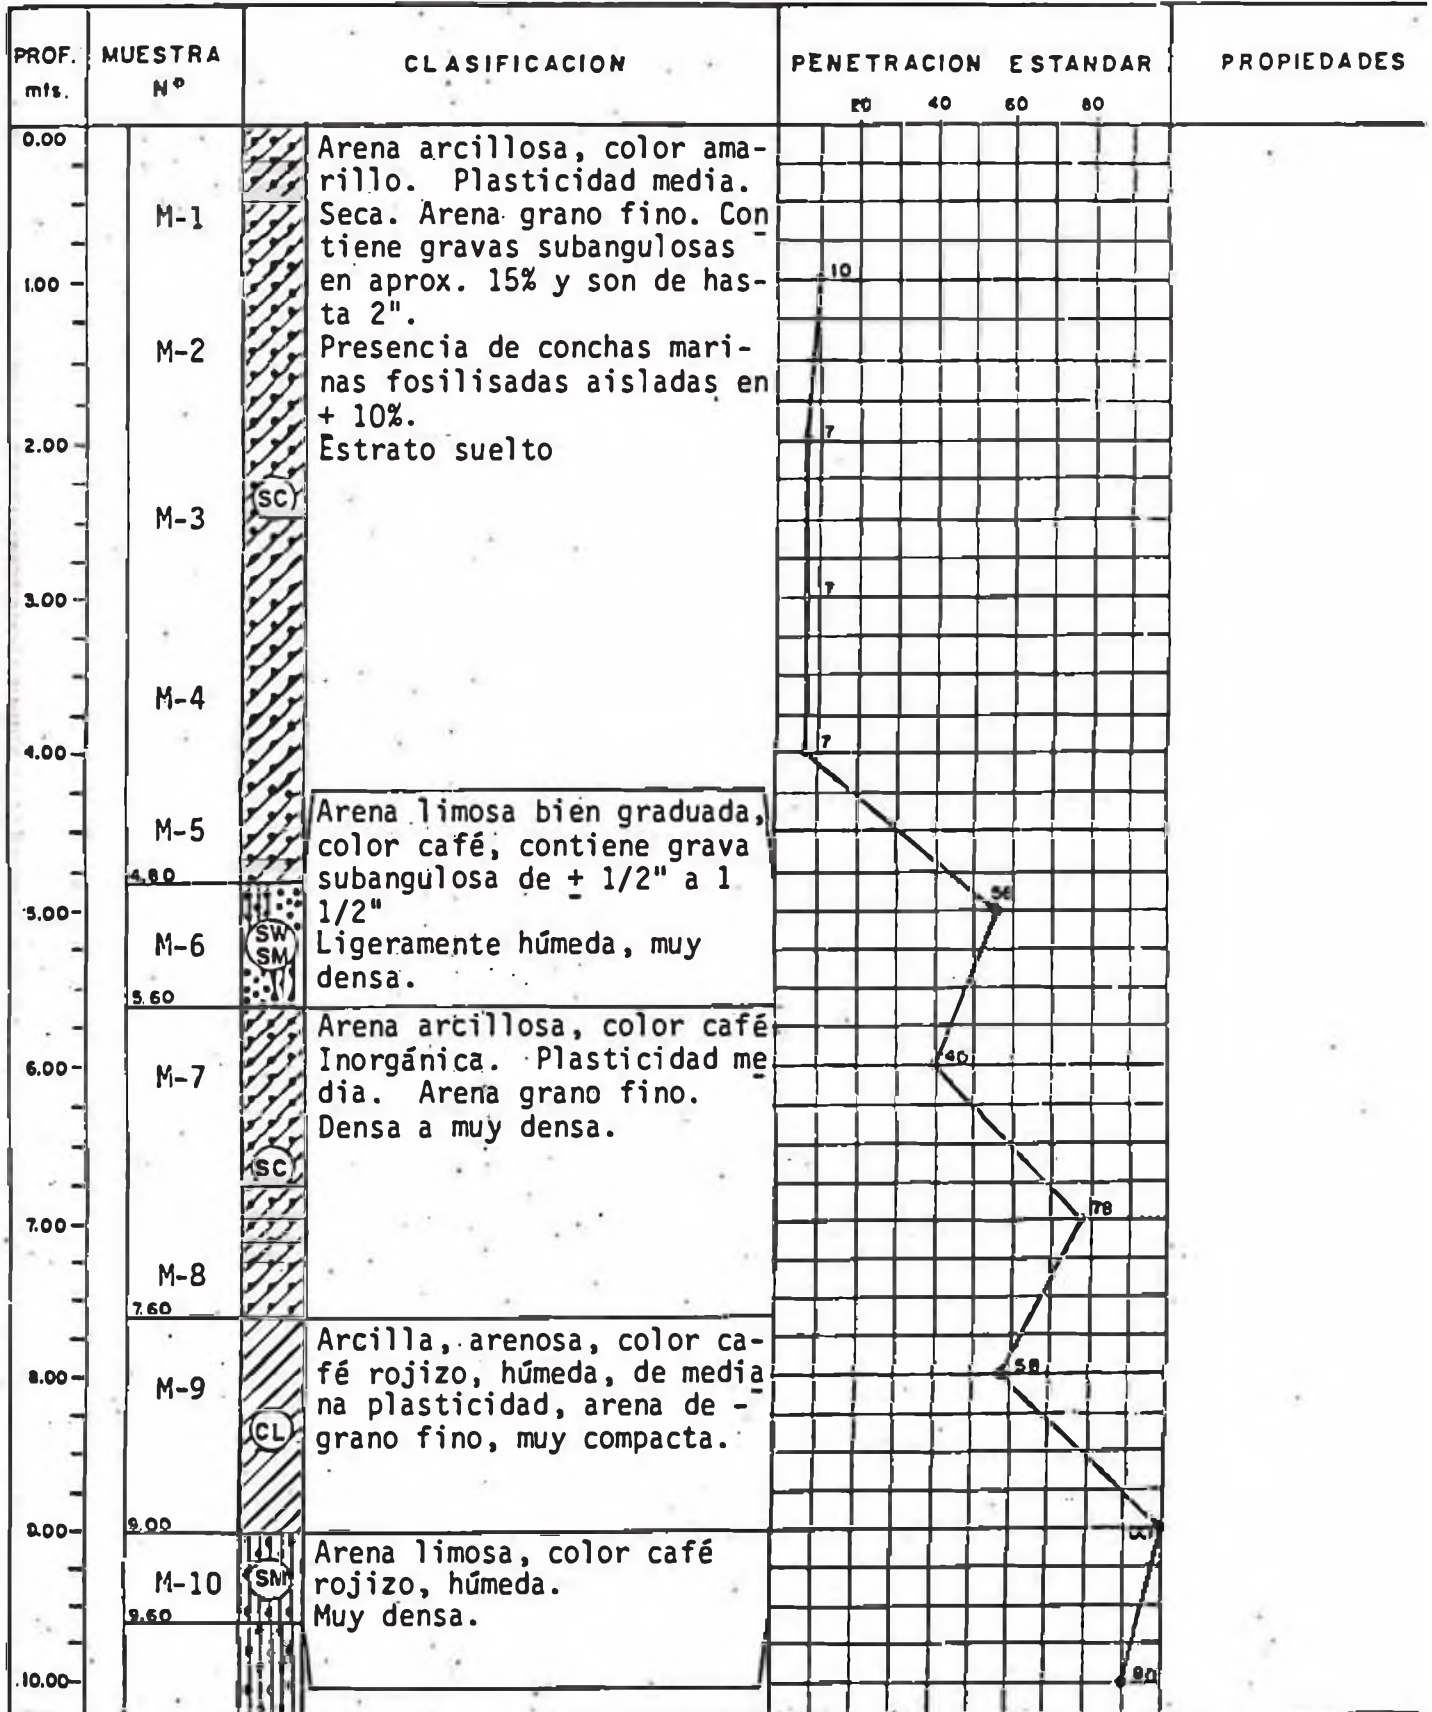 PROF. MUESTRA CLASIFICACION PENETRACION ESTANDAR PROPIEDADES
mts. Nº
20 40 60 80
0.00
Arena arcillosa, color ama-
rillo. Plasticidad media.
M-1 Seca. Arena grano fino. Con
tiene gravas subangulosas
1.00 en aprox. 15% y son de has- 10
ta 2".
M-2 Presencia de conchas mari-
nas fosilisadas aisladas en
+ 10%.
2.00 Estrato suelto 7
SC
M-3
3.00 7
M-4
4.00 7
Arena limosa bien graduada,
M-5 color café, contiene grava
4.80 subangulosa de ± 1/2" a 1
5.00 1/2" 56
M-6 SW SM Ligeramente húmeda, muy
densa.
5.60
Arena arcillosa, color café
6.00 M-7 Inorgánica. Plasticidad me 40
dia. Arena grano fino.
Densa a muy densa.
SC
7.00 78
M-8
7.60
Arcilla, arenosa, color ca-
8.00 M-9 fé rojizo, húmeda, de media 58
na plasticidad, arena de -
CL grano fino, muy compacta.
9.00 9.00
Arena limosa, color café
M-10 SM rojizo, húmeda.
9.60 Muy densa.
10.00 90